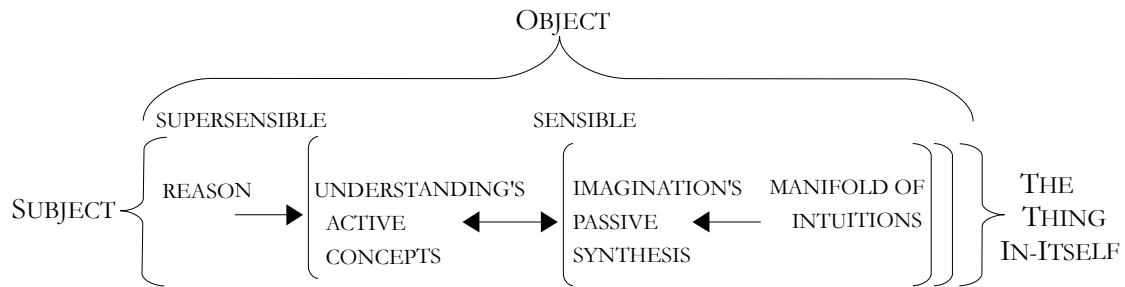 OBJECT
SUPERSENSIBLE SENSIBLE
SUBJECT
REASON
UNDERSTANDING'S
ACTIVE
CONCEPTS
IMAGINATION'S
PASSIVE
SYNTHESIS
MANIFOLD OF
INTUITIONS
THE
THING
IN-ITSELF